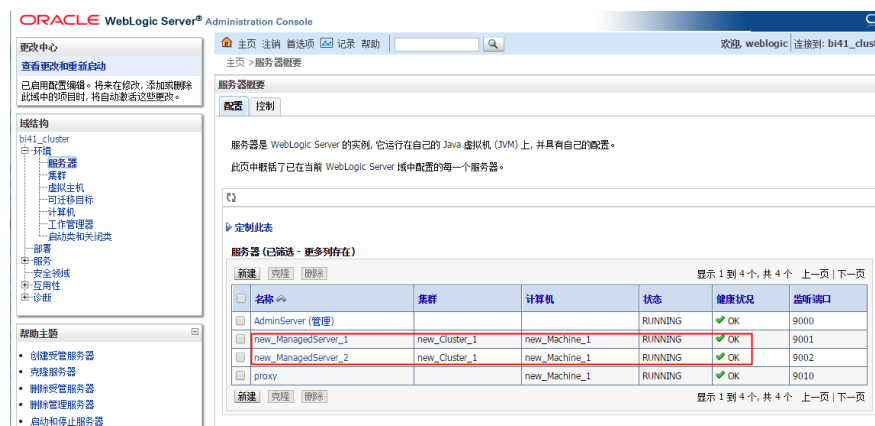 ORACLE WebLogic Server® Administration Console
更改中心
查看更改和重新启动
已启用配置编辑。将来在修改, 添加或删除
此域中的项目时, 将自动激活这些更改。
域结构
bi41_cluster
环境
服务器
集群
虚拟主机
可迁移目标
计算机
工作管理器
启动类和关闭类
部署
服务
安全领域
互用性
诊断
帮助主题
创建受管服务器
克隆服务器
删除受管服务器
删除管理服务器
启动和停止服务器
主页 注销 首选项 记录 帮助
欢迎, weblogic 连接到: bi41_clust
主页 >服务器概要
服务器概要
配置 控制
服务器是 WebLogic Server 的实例, 它运行在自己的 Java 虚拟机 (JVM) 上, 并具有自己的配置。
此页中概括了已在当前 WebLogic Server 域中配置的每一个服务器。
定制此表
服务器 (已筛选 - 更多列存在)
新建 克隆 删除 显示 1 到 4 个, 共 4 个 上一页 | 下一页
名称 集群 计算机 状态 健康状况 监听端口
AdminServer (管理) RUNNING OK 9000
new_ManagedServer_1 new_Cluster_1 new_Machine_1 RUNNING OK 9001
new_ManagedServer_2 new_Cluster_1 new_Machine_1 RUNNING OK 9002
proxy new_Machine_1 RUNNING OK 9010
新建 克隆 删除 显示 1 到 4 个, 共 4 个 上一页 | 下一页